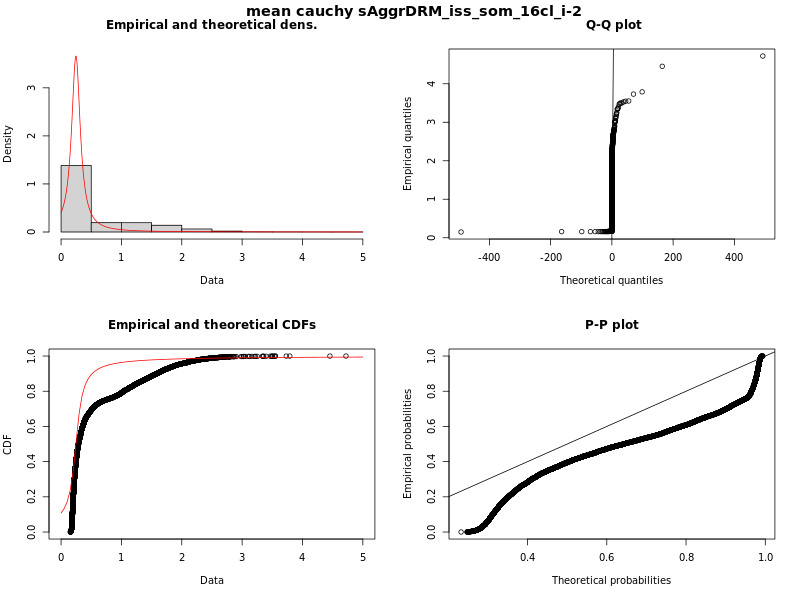 mean cauchy sAggrDRM_iss_som_16cl_i-2
Empirical and theoretical dens.
Density
0 1 2 3
0 1 2 3 4 5
Data
Q-Q plot
Empirical quantiles
0 1 2 3 4
-400 -200 0 200 400
Theoretical quantiles
Empirical and theoretical CDFs
CDF
0.0 0.2 0.4 0.6 0.8 1.0
0 1 2 3 4 5
Data
P-P plot
Empirical probabilities
0.0 0.2 0.4 0.6 0.8 1.0
0.4 0.6 0.8 1.0
Theoretical probabilities